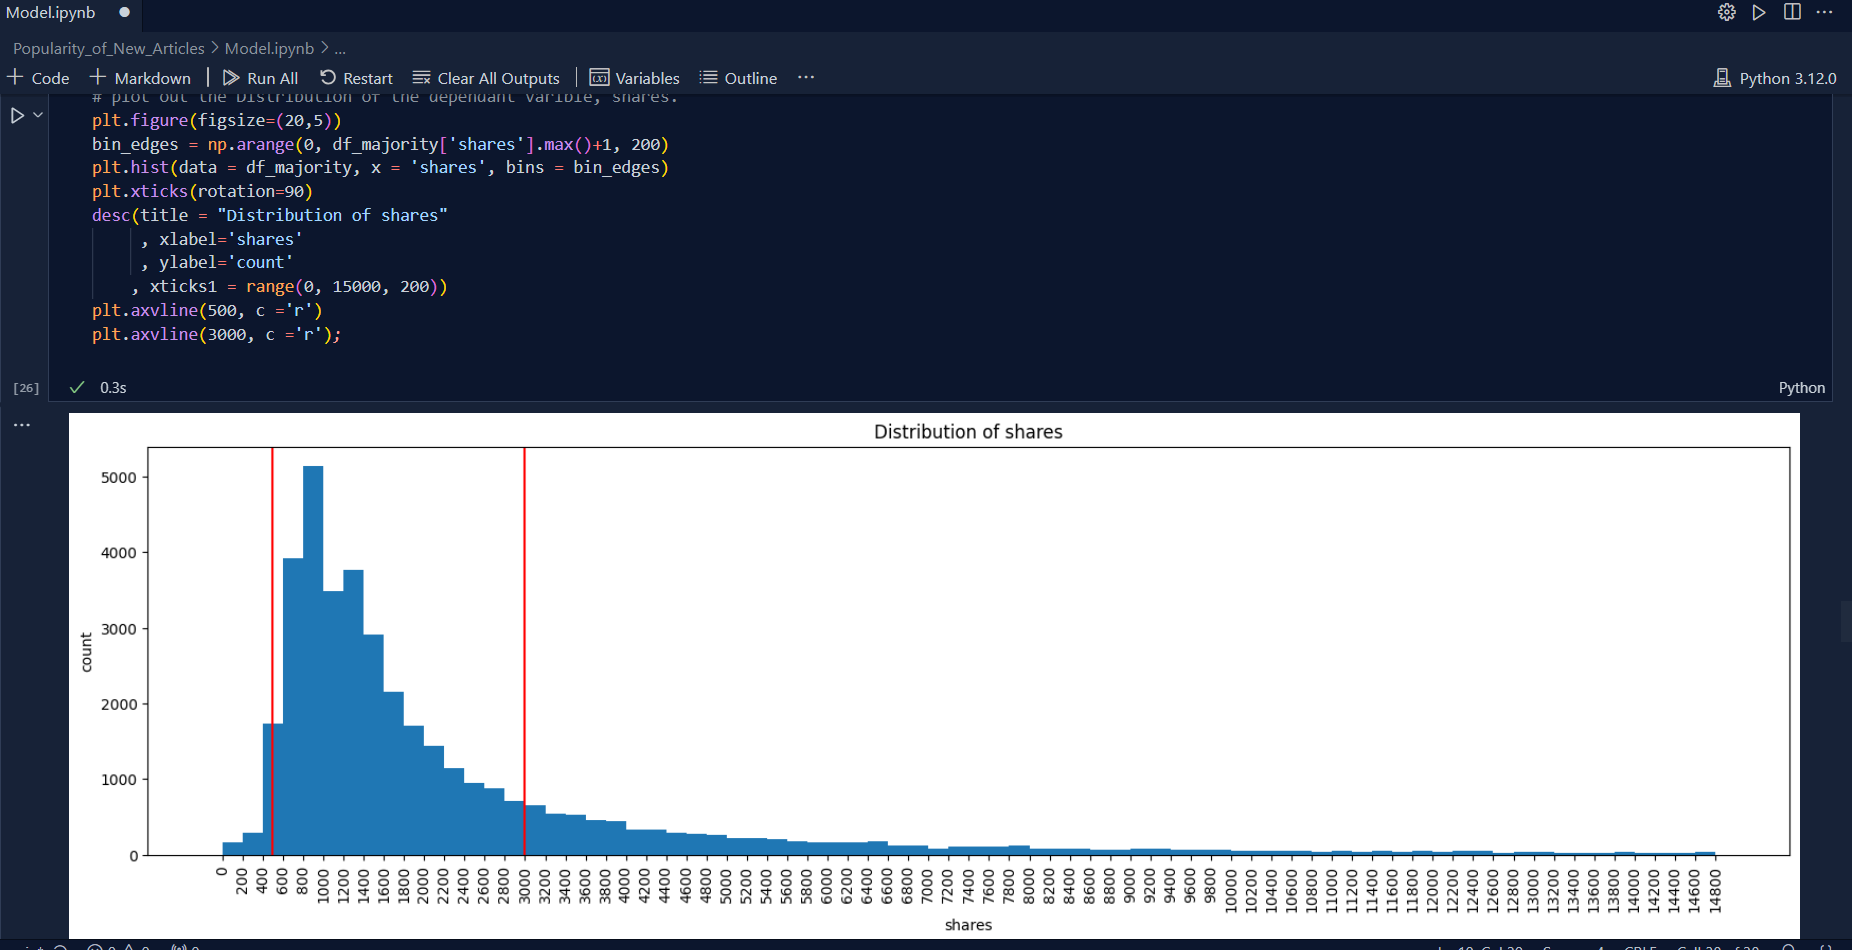 Model.ipynb ●
Popularity_of_New_Articles > Model.ipynb > ...
+ Code + Markdown | Run All Restart Clear All Outputs | Variables Outline ... Python 3.12.0
# plot out the Distribution of the dependant varible, shares.
plt.figure(figsize=(20,5))
bin_edges = np.arange(0, df_majority['shares'].max()+1, 200)
plt.hist(data = df_majority, x = 'shares', bins = bin_edges)
plt.xticks(rotation=90)
desc(title = "Distribution of shares"
, xlabel='shares'
, ylabel='count'
, xticks1 = range(0, 15000, 200))
plt.axvline(500, c ='r')
plt.axvline(3000, c ='r');
[26] ✓ 0.3s Python
...
Distribution of shares
5000
4000
3000
2000
1000
0
count
0 200 400 600 800 1000 1200 1400 1600 1800 2000 2200 2400 2600 2800 3000 3200 3400 3600 3800 4000 4200 4400 4600 4800 5000 5200 5400 5600 5800 6000 6200 6400 6600 6800 7000 7200 7400 7600 7800 8000 8200 8400 8600 8800 9000 9200 9400 9600 9800 10000 10200 10400 10600 10800 11000 11200 11400 11600 11800 12000 12200 12400 12600 12800 13000 13200 13400 13600 13800 14000 14200 14400 14600 14800
shares